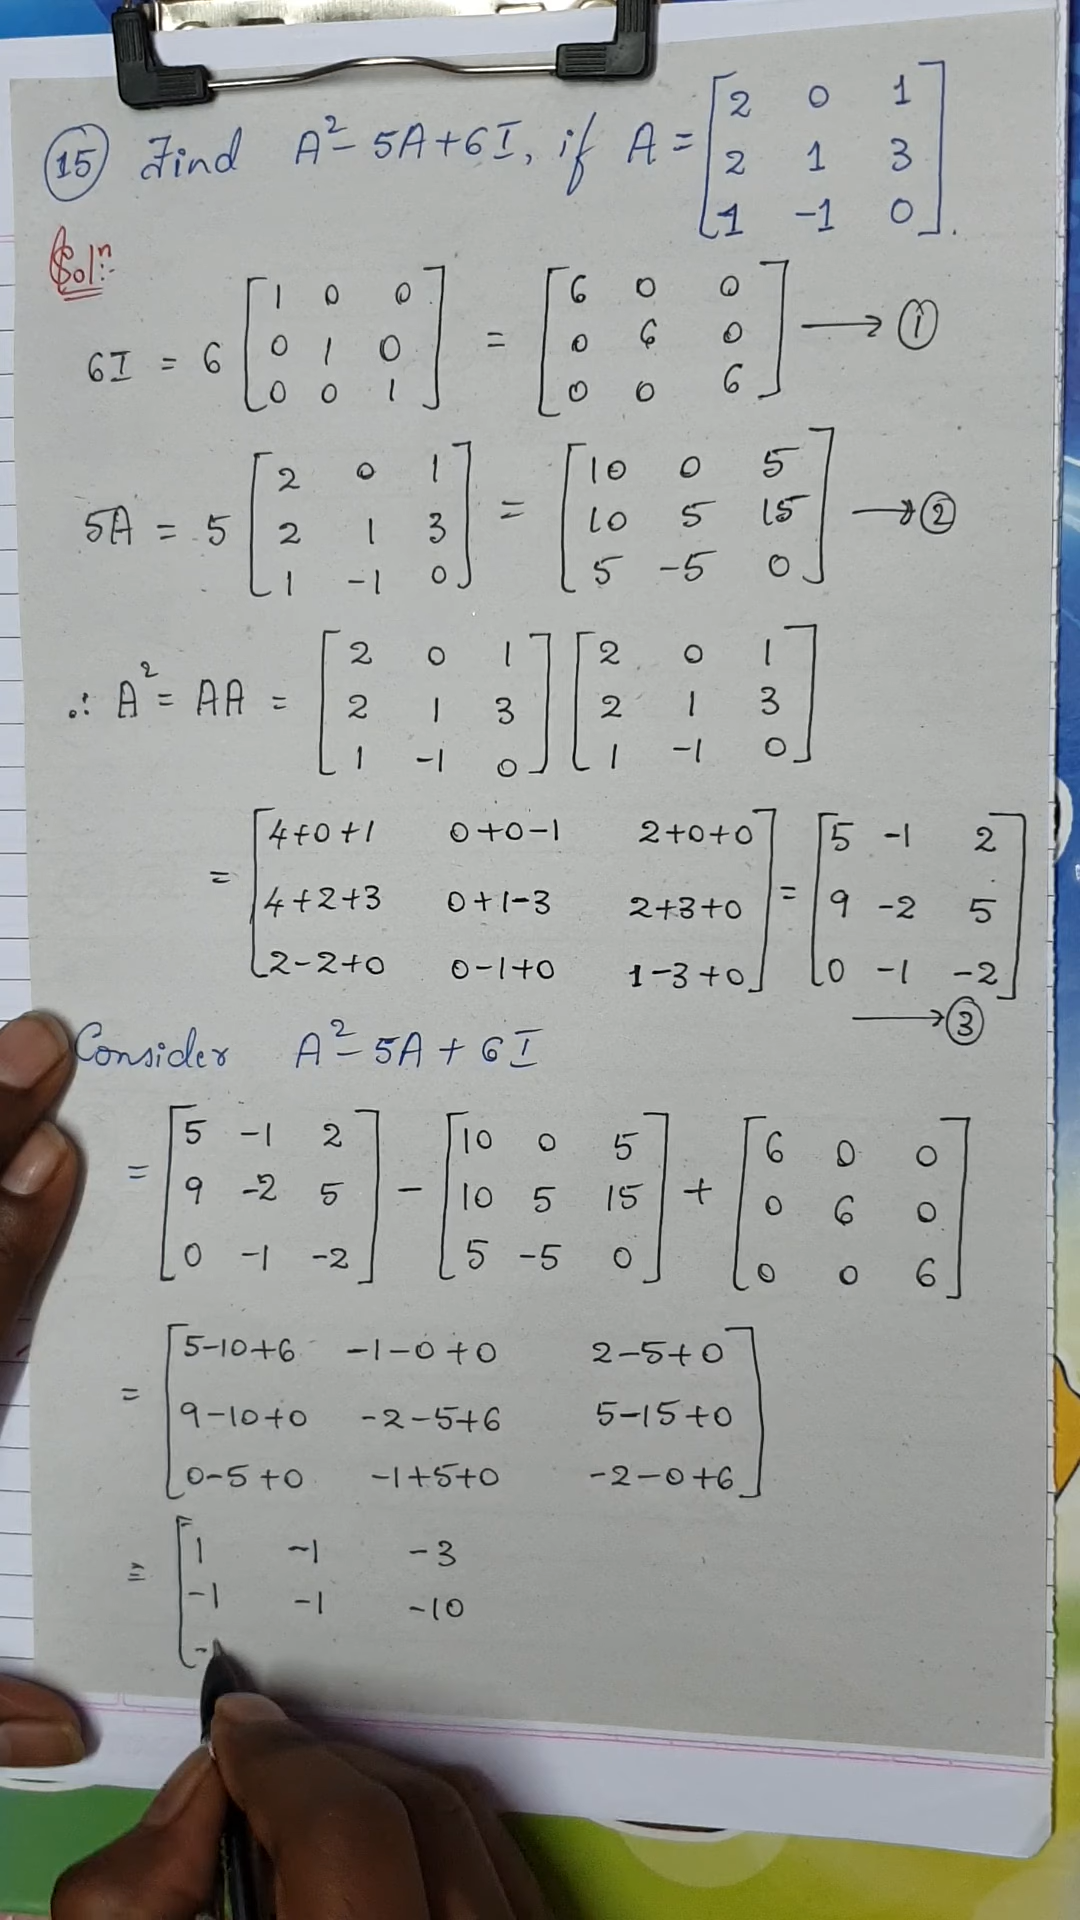 15 Find A² - 5A + 6I, if A = [2 0 1
2 1 3
1 -1 0].
Solⁿ:-
6I = 6 [1 0 0
0 1 0
0 0 1] = [6 0 0
0 6 0
0 0 6] → 1
5A = 5 [2 0 1
2 1 3
1 -1 0] = [10 0 5
10 5 15
5 -5 0] → 2
∴ A² = AA = [2 0 1
2 1 3
1 -1 0] [2 0 1
2 1 3
1 -1 0]
= [4+0+1 0+0-1 2+0+0
4+2+3 0+1-3 2+3+0
2-2+0 0-1+0 1-3+0] = [5 -1 2
9 -2 5
0 -1 -2]
→ 3
Consider A² - 5A + 6I
= [5 -1 2
9 -2 5
0 -1 -2] - [10 0 5
10 5 15
5 -5 0] + [6 0 0
0 6 0
0 0 6]
= [5-10+6 -1-0+0 2-5+0
9-10+0 -2-5+6 5-15+0
0-5+0 -1+5+0 -2-0+6]
= [1 -1 -3
-1 -1 -10
-